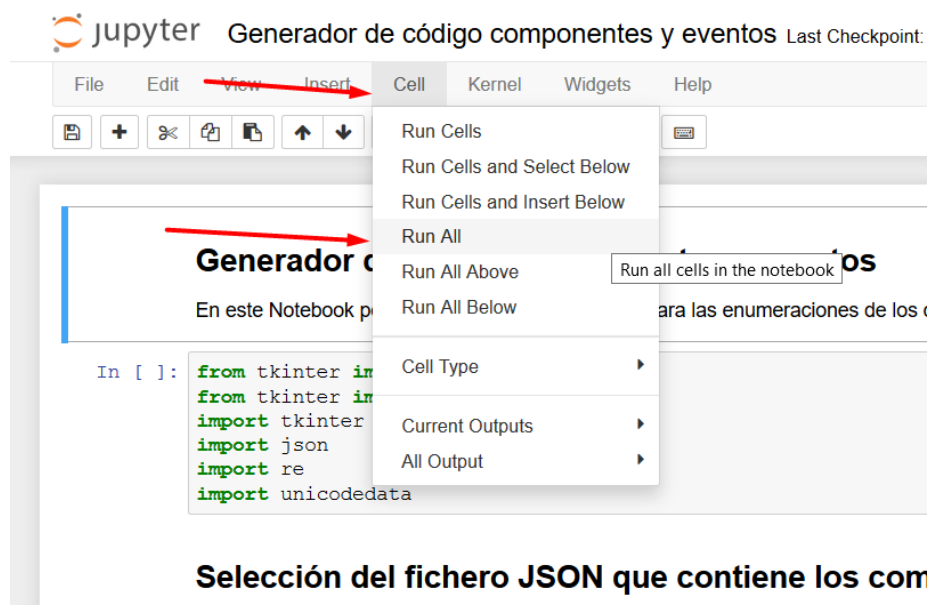 jupyter Generador de código componentes y eventos Last Checkpoint:
File Edit View Insert Cell Kernel Widgets Help
Run Cells
Run Cells and Select Below
Run Cells and Insert Below
Run All
Run All Above
Run All Below
Cell Type
Current Outputs
All Output
Run all cells in the notebook
Generador
En este Notebook ara las enumeraciones de los
In [ ]:
from tkinter
from tkinter
import tkinter
import json
import re
import unicodedata
Selección del fichero JSON que contiene los com